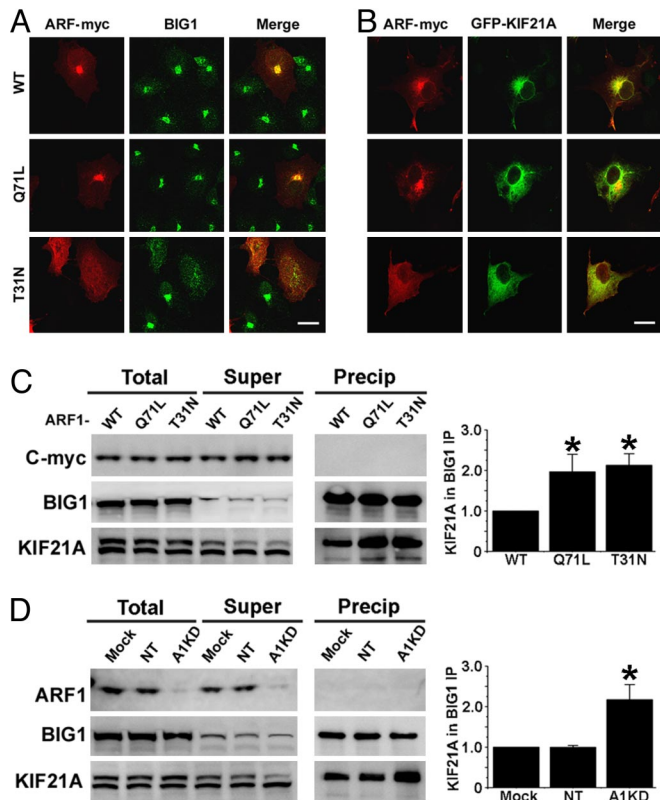 A
ARF-myc BIG1 Merge
WT
Q71L
T31N
B
ARF-myc GFP-KIF21A Merge
C
Total Super Precip
ARF1- WT Q71L T31N WT Q71L T31N WT Q71L T31N
C-myc
BIG1
KIF21A
KIF21A in BIG1 IP
3.0
2.0
1.0
0
* *
WT Q71L T31N
D
Total Super Precip
Mock NT A1KD Mock NT A1KD Mock NT A1KD
ARF1
BIG1
KIF21A
KIF21A in BIG1 IP
3.0
2.0
1.0
0
*
Mock NT A1KD